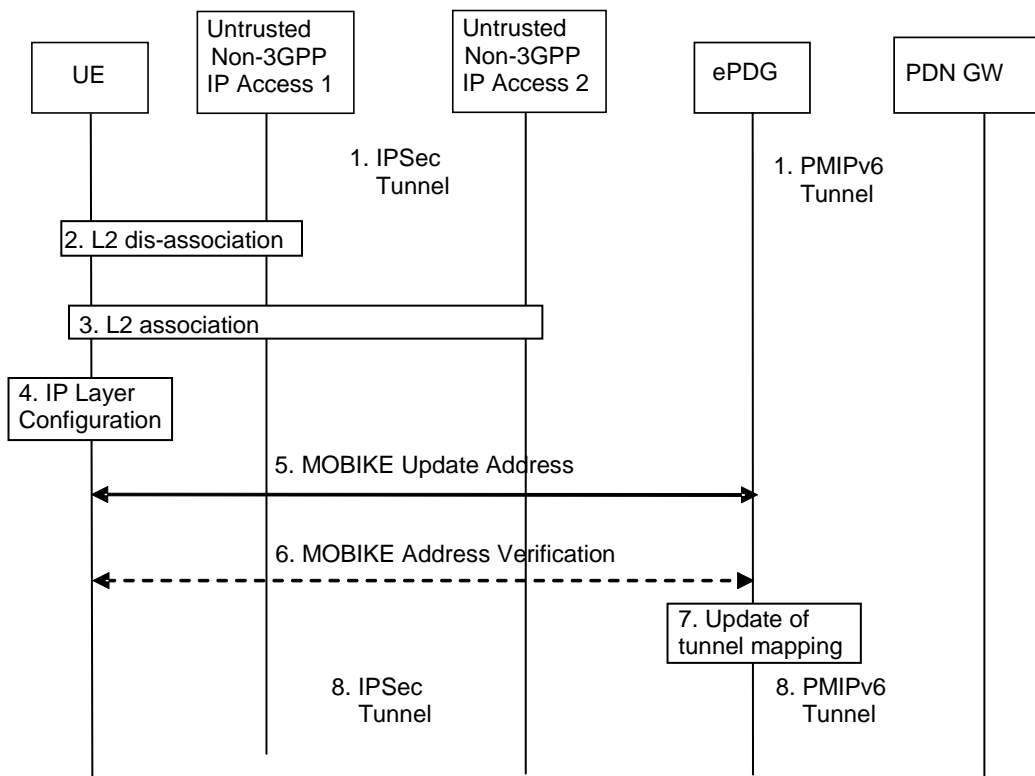 UE
Untrusted
Non-3GPP
IP Access 1
Untrusted
Non-3GPP
IP Access 2
ePDG
PDN GW
1. IPSec
Tunnel
1. PMIPv6
Tunnel
2. L2 dis-association
3. L2 association
4. IP Layer
Configuration
5. MOBIKE Update Address
6. MOBIKE Address Verification
7. Update of
tunnel mapping
8. IPSec
Tunnel
8. PMIPv6
Tunnel